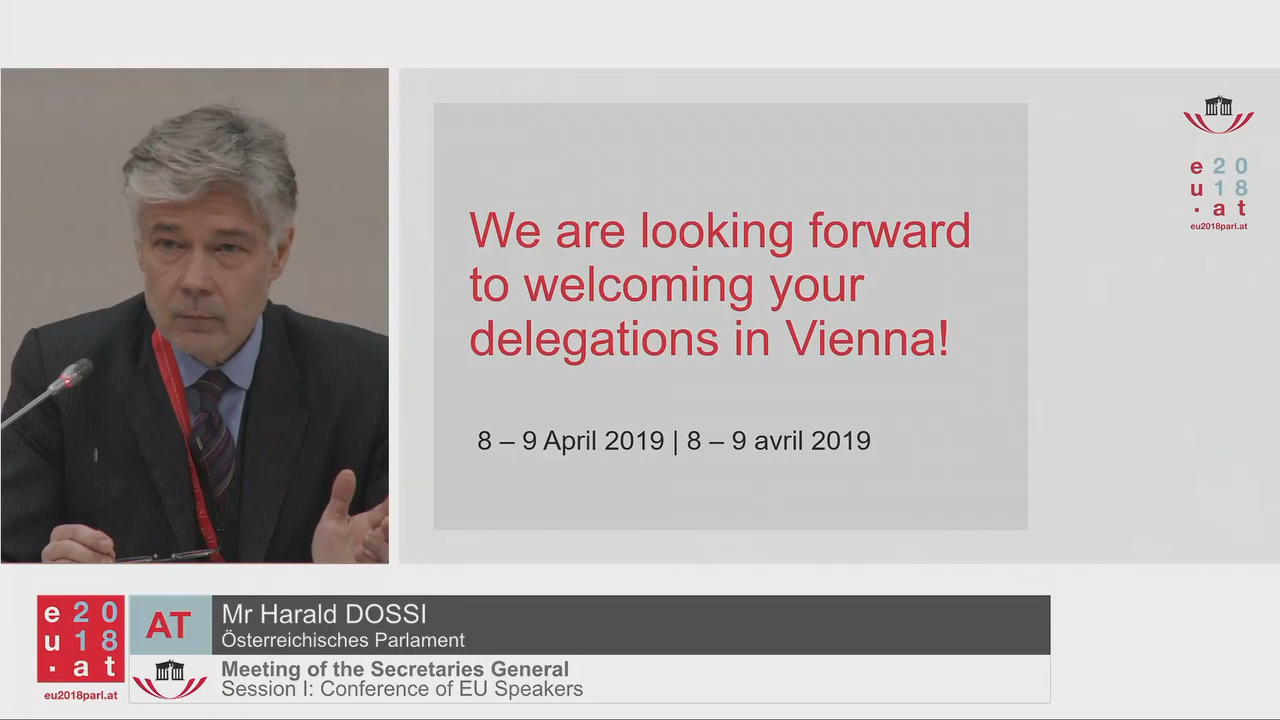 We are looking forward
to welcoming your
delegations in Vienna!
8 – 9 April 2019 | 8 – 9 avril 2019
e 2 0
u 1 8
. a t
eu2018parl.at
e 2 0
u 1 8
. a t
eu2018parl.at
AT
Mr Harald DOSSI
Österreichisches Parlament
Meeting of the Secretaries General
Session I: Conference of EU Speakers